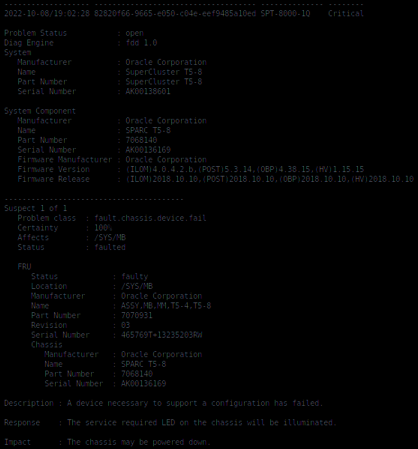 ------------------- ------------------------------------ -------------- --------
2022-10-08/19:02:28 82820f66-9665-e050-c04e-eef9485a10ed SPT-8000-1Q    Critical

Problem Status           : open
Diag Engine              : fdd 1.0
System
   Manufacturer          : Oracle Corporation
   Name                  : SuperCluster T5-8
   Part Number           : SuperCluster T5-8
   Serial Number         : AK00138601

System Component
   Manufacturer          : Oracle Corporation
   Name                  : SPARC T5-8
   Part Number           : 7068140
   Serial Number         : AK00136169
   Firmware Manufacturer : Oracle Corporation
   Firmware Version      : (ILOM)4.0.4.2.b,(POST)5.3.14,(OBP)4.38.15,(HV)1.15.15
   Firmware Release      : (ILOM)2018.10.10,(POST)2018.10.10,(OBP)2018.10.10,(HV)2018.10.10

----------------------------------------
Suspect 1 of 1
   Problem class  : fault.chassis.device.fail
   Certainty      : 100%
   Affects        : /SYS/MB
   Status         : faulted

   FRU
      Status            : faulty
      Location          : /SYS/MB
      Manufacturer      : Oracle Corporation
      Name              : ASSY,MB,MM,T5-4,T5-8
      Part Number       : 7070931
      Revision          : 03
      Serial Number     : 465769T+13235203RW
      Chassis
         Manufacturer   : Oracle Corporation
         Name           : SPARC T5-8
         Part Number    : 7068140
         Serial Number  : AK00136169

Description : A device necessary to support a configuration has failed.

Response    : The service required LED on the chassis will be illuminated.

Impact      : The chassis may be powered down.